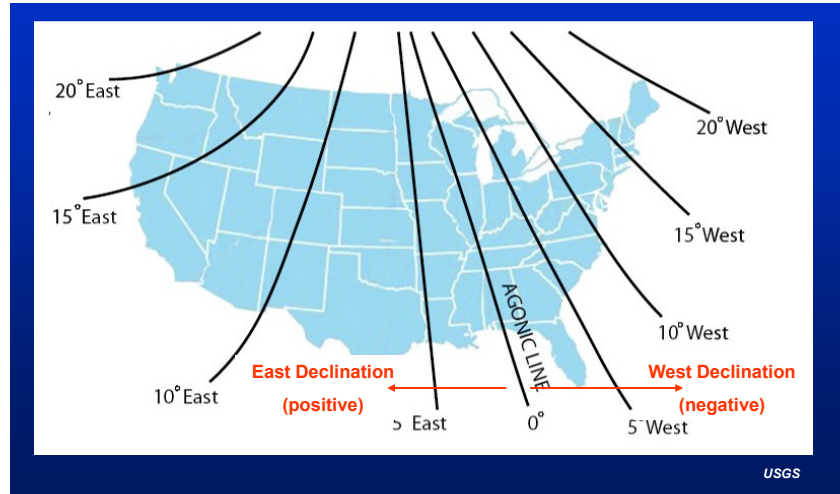 20° East
20° West
15° East
15° West
AGONIC LINE
10° West
East Declination
(positive)
West Declination
(negative)
10° East
5 East
0°
5° West
USGS